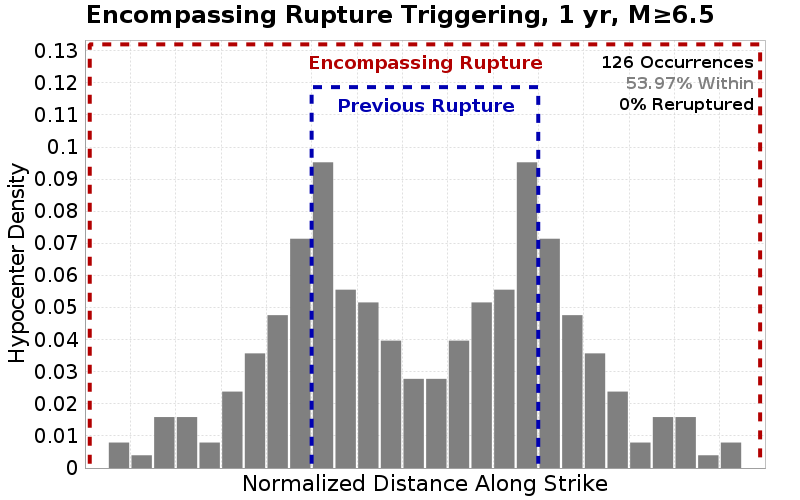 Encompassing Rupture Triggering, 1 yr, M≥6.5
0.13
0.12
0.11
0.1
0.09
0.08
0.07
0.06
0.05
0.04
0.03
0.02
0.01
0
Hypocenter Density
Encompassing Rupture
Previous Rupture
126 Occurrences
53.97% Within
0% Reruptured
Normalized Distance Along Strike